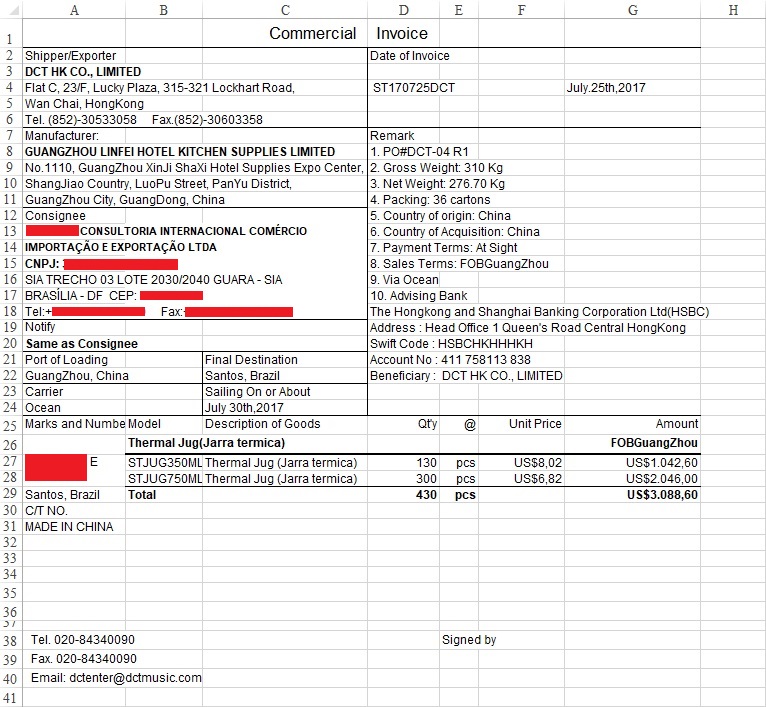 A B C D E F G H
1 Commercial Invoice
2 Shipper/Exporter Date of Invoice
3 DCT HK CO., LIMITED
4 Flat C, 23/F, Lucky Plaza, 315-321 Lockhart Road, ST170725DCT July.25th,2017
5 Wan Chai, HongKong
6 Tel. (852)-30533058 Fax.(852)-30603358
7 Manufacturer: Remark
8 GUANGZHOU LINFEI HOTEL KITCHEN SUPPLIES LIMITED 1. PO#DCT-04 R1
9 No.1110, GuangZhou XinJi ShaXi Hotel Supplies Expo Center, 2. Gross Weight: 310 Kg
10 ShangJiao Country, LuoPu Street, PanYu District, 3. Net Weight: 276.70 Kg
11 GuangZhou City, GuangDong, China 4. Packing: 36 cartons
12 Consignee 5. Country of origin: China
13 CONSULTORIA INTERNACIONAL COMÉRCIO 6. Country of Acquisition: China
14 IMPORTAÇÃO E EXPORTAÇÃO LTDA 7. Payment Terms: At Sight
15 CNPJ: 8. Sales Terms: FOBGuangZhou
16 SIA TRECHO 03 LOTE 2030/2040 GUARA - SIA 9. Via Ocean
17 BRASÍLIA - DF CEP: 10. Advising Bank
18 Tel:+ Fax: The Hongkong and Shanghai Banking Corporation Ltd(HSBC)
19 Notify Address : Head Office 1 Queen's Road Central HongKong
20 Same as Consignee Swift Code : HSBCHKHHHKH
21 Port of Loading Final Destination Account No : 411 758113 838
22 GuangZhou, China Santos, Brazil Beneficiary : DCT HK CO., LIMITED
23 Carrier Sailing On or About
24 Ocean July 30th,2017
25 Marks and Numbe Model Description of Goods Qt'y @ Unit Price Amount
26 Thermal Jug(Jarra termica) FOBGuangZhou
27 E STJUG350ML Thermal Jug (Jarra termica) 130 pcs US$8,02 US$1.042,60
28 STJUG750ML Thermal Jug (Jarra termica) 300 pcs US$6,82 US$2.046,00
29 Santos, Brazil Total 430 pcs US$3.088,60
30 C/T NO.
31 MADE IN CHINA
32
33
34
35
36
37
38 Tel. 020-84340090 Signed by
39 Fax. 020-84340090
40 Email: dctenter@dctmusic.com
41